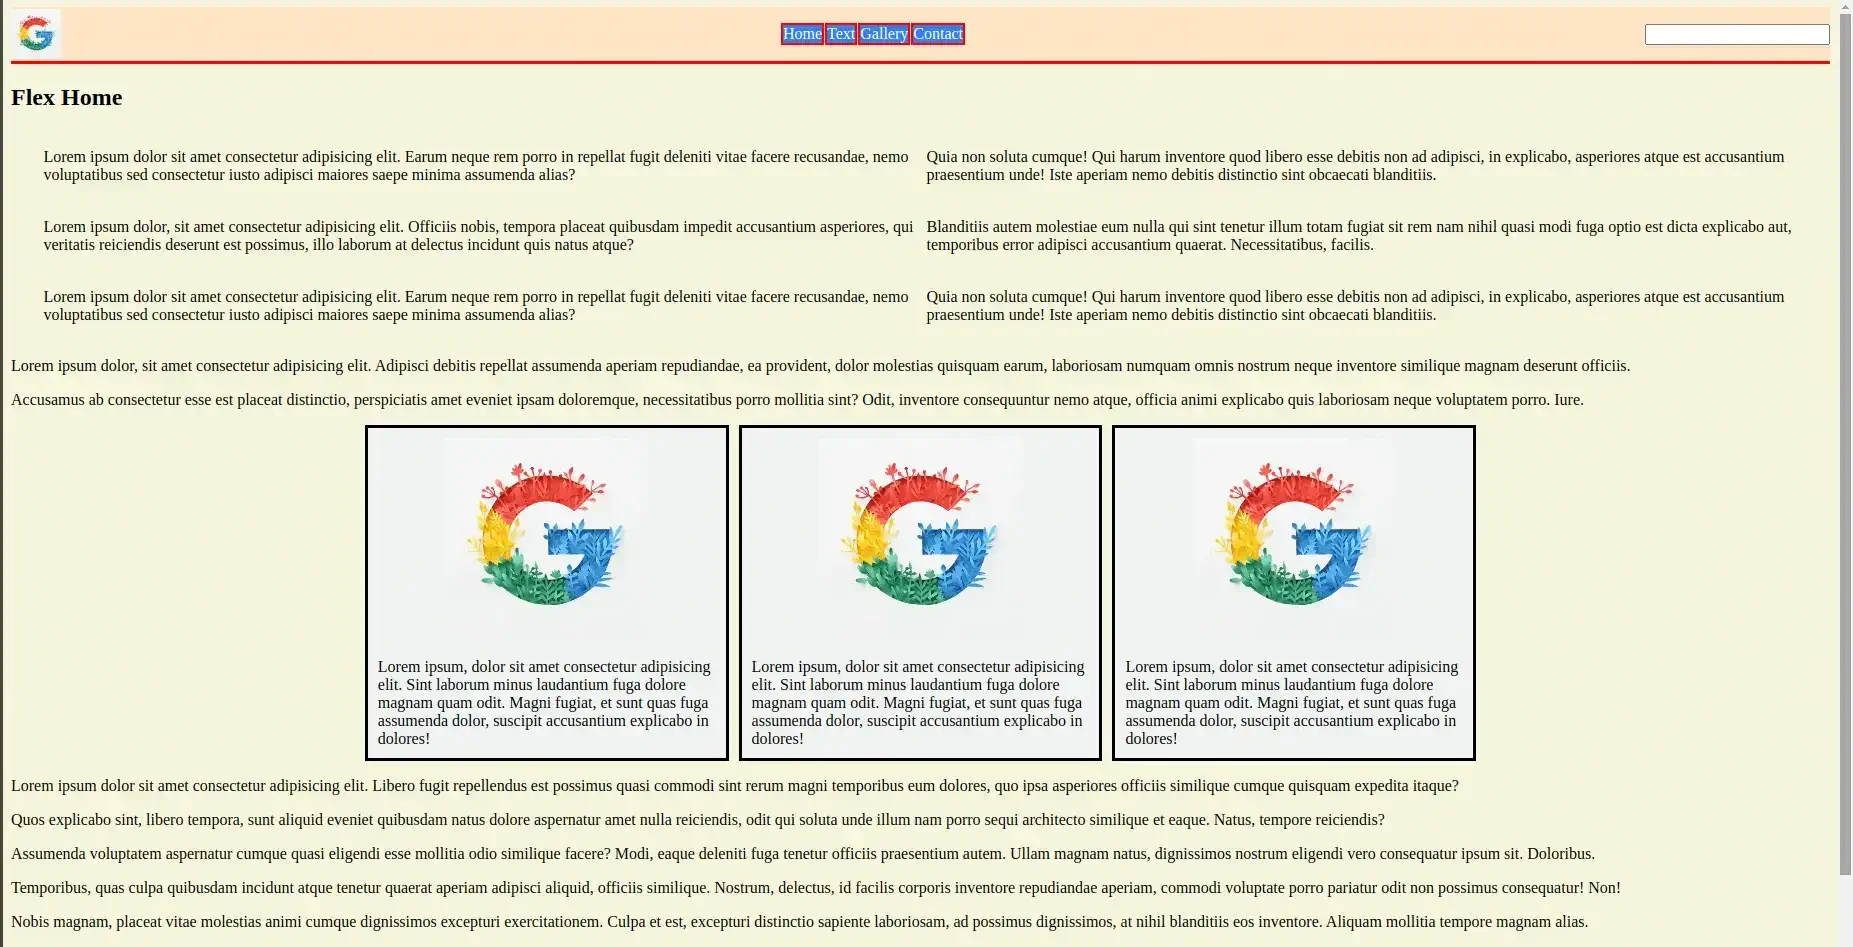 Home Text Gallery Contact
Flex Home
Lorem ipsum dolor sit amet consectetur adipisicing elit. Earum neque rem porro in repellat fugit deleniti vitae facere recusandae, nemo
voluptatibus sed consectetur iusto adipisci maiores saepe minima assumenda alias?
Quia non soluta cumque! Qui harum inventore quod libero esse debitis non ad adipisci, in explicabo, asperiores atque est accusantium
praesentium unde! Iste aperiam nemo debitis distinctio sint obcaecati blanditiis.
Lorem ipsum dolor, sit amet consectetur adipisicing elit. Officiis nobis, tempora placeat quibusdam impedit accusantium asperiores, qui
veritatis reiciendis deserunt est possimus, illo laborum at delectus incidunt quis natus atque?
Blanditiis autem molestiae eum nulla qui sint tenetur illum totam fugiat sit rem nam nihil quasi modi fuga optio est dicta explicabo aut,
temporibus error adipisci accusantium quaerat. Necessitatibus, facilis.
Lorem ipsum dolor sit amet consectetur adipisicing elit. Earum neque rem porro in repellat fugit deleniti vitae facere recusandae, nemo
voluptatibus sed consectetur iusto adipisci maiores saepe minima assumenda alias?
Quia non soluta cumque! Qui harum inventore quod libero esse debitis non ad adipisci, in explicabo, asperiores atque est accusantium
praesentium unde! Iste aperiam nemo debitis distinctio sint obcaecati blanditiis.
Lorem ipsum dolor, sit amet consectetur adipisicing elit. Adipisci debitis repellat assumenda aperiam repudiandae, ea provident, dolor molestias quisquam earum, laboriosam numquam omnis nostrum neque inventore similique magnam deserunt officiis.
Accusamus ab consectetur esse est placeat distinctio, perspiciatis amet eveniet ipsam doloremque, necessitatibus porro mollitia sint? Odit, inventore consequuntur nemo atque, officia animi explicabo quis laboriosam neque voluptatem porro. Iure.
G
Lorem ipsum, dolor sit amet consectetur adipisicing
elit. Sint laborum minus laudantium fuga dolore
magnam quam odit. Magni fugiat, et sunt quas fuga
assumenda dolor, suscipit accusantium explicabo in
dolores!
G
Lorem ipsum, dolor sit amet consectetur adipisicing
elit. Sint laborum minus laudantium fuga dolore
magnam quam odit. Magni fugiat, et sunt quas fuga
assumenda dolor, suscipit accusantium explicabo in
dolores!
G
Lorem ipsum, dolor sit amet consectetur adipisicing
elit. Sint laborum minus laudantium fuga dolore
magnam quam odit. Magni fugiat, et sunt quas fuga
assumenda dolor, suscipit accusantium explicabo in
dolores!
Lorem ipsum dolor sit amet consectetur adipisicing elit. Libero fugit repellendus est possimus quasi commodi sint rerum magni temporibus eum dolores, quo ipsa asperiores officiis similique cumque quisquam expedita itaque?
Quos explicabo sint, libero tempora, sunt aliquid eveniet quibusdam natus dolore aspernatur amet nulla reiciendis, odit qui soluta unde illum nam porro sequi architecto similique et eaque. Natus, tempore reiciendis?
Assumenda voluptatem aspernatur cumque quasi eligendi esse mollitia odio similique facere? Modi, eaque deleniti fuga tenetur officiis praesentium autem. Ullam magnam natus, dignissimos nostrum eligendi vero consequatur ipsum sit. Doloribus.
Temporibus, quas culpa quibusdam incidunt atque tenetur quaerat aperiam adipisci aliquid, officiis similique. Nostrum, delectus, id facilis corporis inventore repudiandae aperiam, commodi voluptate porro pariatur odit non possimus consequatur! Non!
Nobis magnam, placeat vitae molestias animi cumque dignissimos excepturi exercitationem. Culpa et est, excepturi distinctio sapiente laboriosam, ad possimus dignissimos, at nihil blanditiis eos inventore. Aliquam mollitia tempore magnam alias.